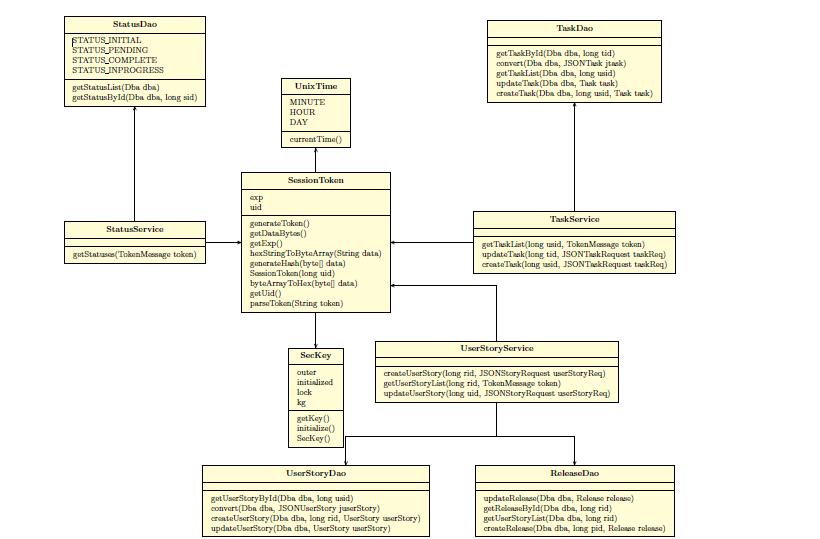 StatusDao
STATUS_INITIAL
STATUS_PENDING
STATUS_COMPLETE
STATUS_INPROGRESS
getStatusList(Dba dba)
getStatusById(Dba dba, long sid)
TaskDao
getTaskById(Dba dba, long tid)
convert(Dba dba, JSONTask jtask)
getTaskList(Dba dba, long usid)
updateTask(Dba dba, Task task)
createTask(Dba dba, long usid, Task task)
UnixTime
MINUTE
HOUR
DAY
currentTime()
SessionToken
exp
uid
generateToken()
getDataBytes()
getExp()
hexStringToByteArray(String data)
generateHash(byte[] data)
SessionToken(long uid)
byteArrayToHex(byte[] data)
getUid()
parseToken(String token)
StatusService
getStatuses(TokenMessage token)
TaskService
getTaskList(long usid, TokenMessage token)
updateTask(long tid, JSONTaskRequest taskReq)
createTask(long usid, JSONTaskRequest taskReq)
SecKey
outer
initialized
lock
kg
getKey()
initialize()
SecKey()
UserStoryService
createUserStory(long rid, JSONStoryRequest userStoryReq)
getUserStoryList(long rid, TokenMessage token)
updateUserStory(long uid, JSONStoryRequest userStoryReq)
UserStoryDao
getUserStoryById(Dba dba, long usid)
convert(Dba dba, JSONUserStory juserStory)
createUserStory(Dba dba, long rid, UserStory userStory)
updateUserStory(Dba dba, UserStory userStory)
ReleaseDao
updateRelease(Dba dba, Release release)
getReleaseById(Dba dba, long rid)
getUserStoryList(Dba dba, long rid)
createRelease(Dba dba, long pid, Release release)